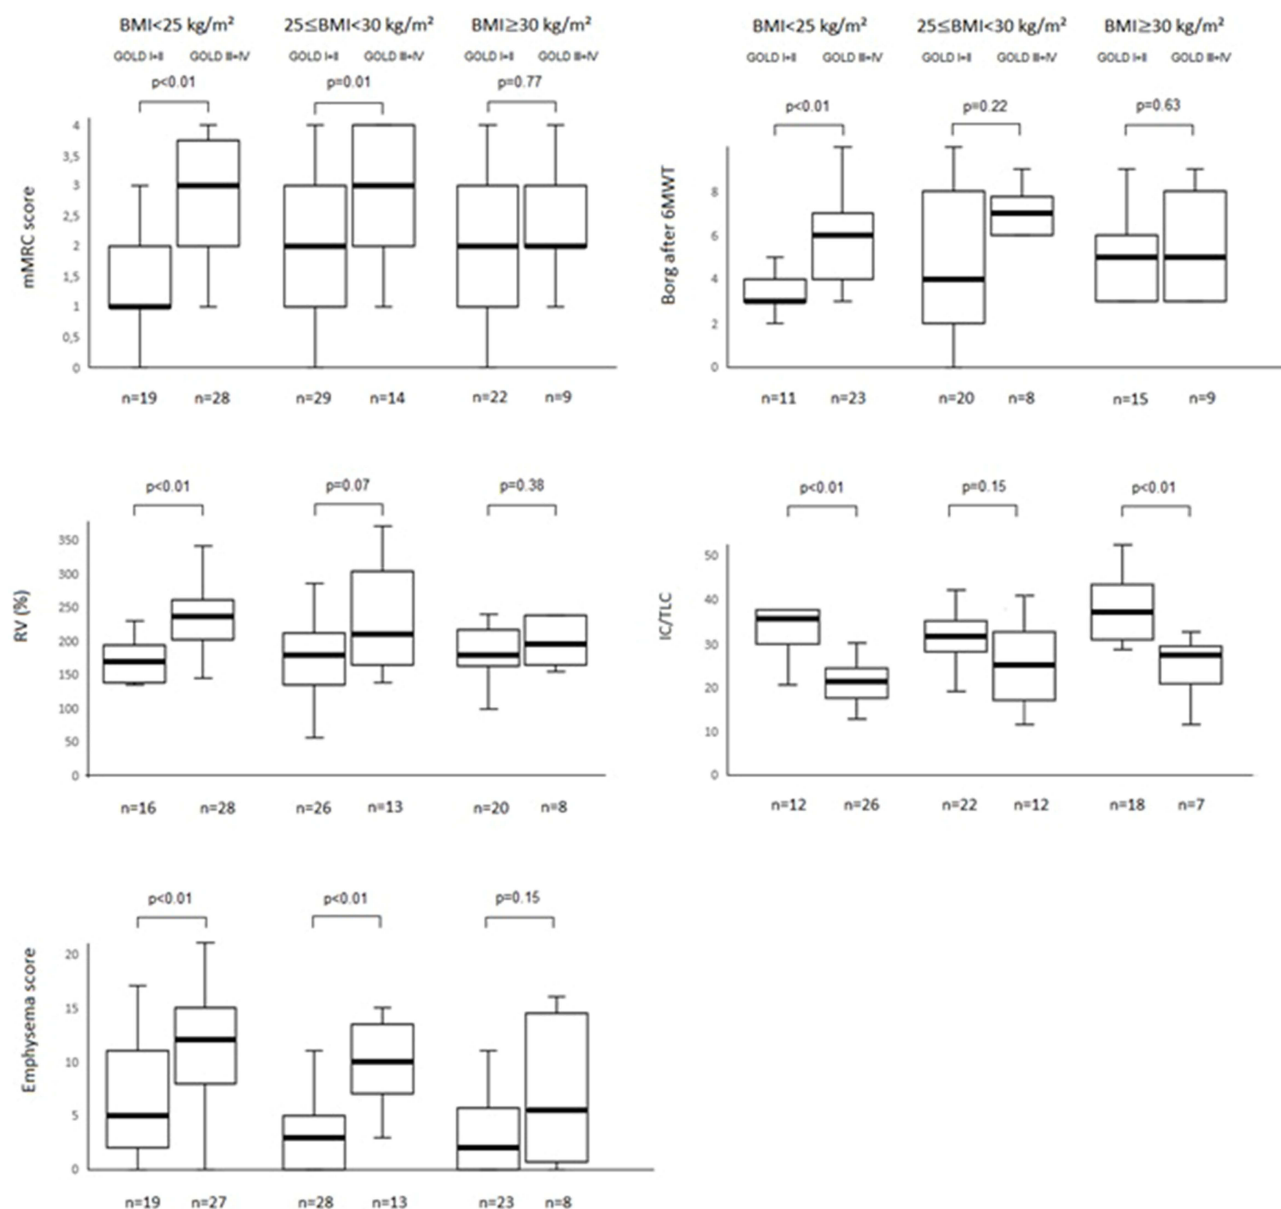 BMI<25 kg/m² 25≤BMI<30 kg/m² BMI≥30 kg/m²
GOLD I+II GOLD III+IV GOLD I+II GOLD III+IV GOLD I+II GOLD III+IV
p<0.01 p=0.01 p=0.77
mMRC score
4
3,5
3
2,5
2
1,5
1
0,5
0
n=19 n=28 n=29 n=14 n=22 n=9
BMI<25 kg/m² 25≤BMI<30 kg/m² BMI≥30 kg/m²
GOLD I+II GOLD III+IV GOLD I+II GOLD III+IV GOLD I+II GOLD III+IV
p<0.01 p=0.22 p=0.63
Borg after 6MWT
8
6
4
2
0
n=11 n=23 n=20 n=8 n=15 n=9
p<0.01 p=0.07 p=0.38
RV (%)
350
300
250
200
150
100
50
0
n=16 n=28 n=26 n=13 n=20 n=8
p<0.01 p=0.15 p<0.01
IC/TLC
50
40
30
20
10
0
n=12 n=26 n=22 n=12 n=18 n=7
p<0.01 p<0.01 p=0.15
Emphysema score
20
15
10
5
0
n=19 n=27 n=28 n=13 n=23 n=8